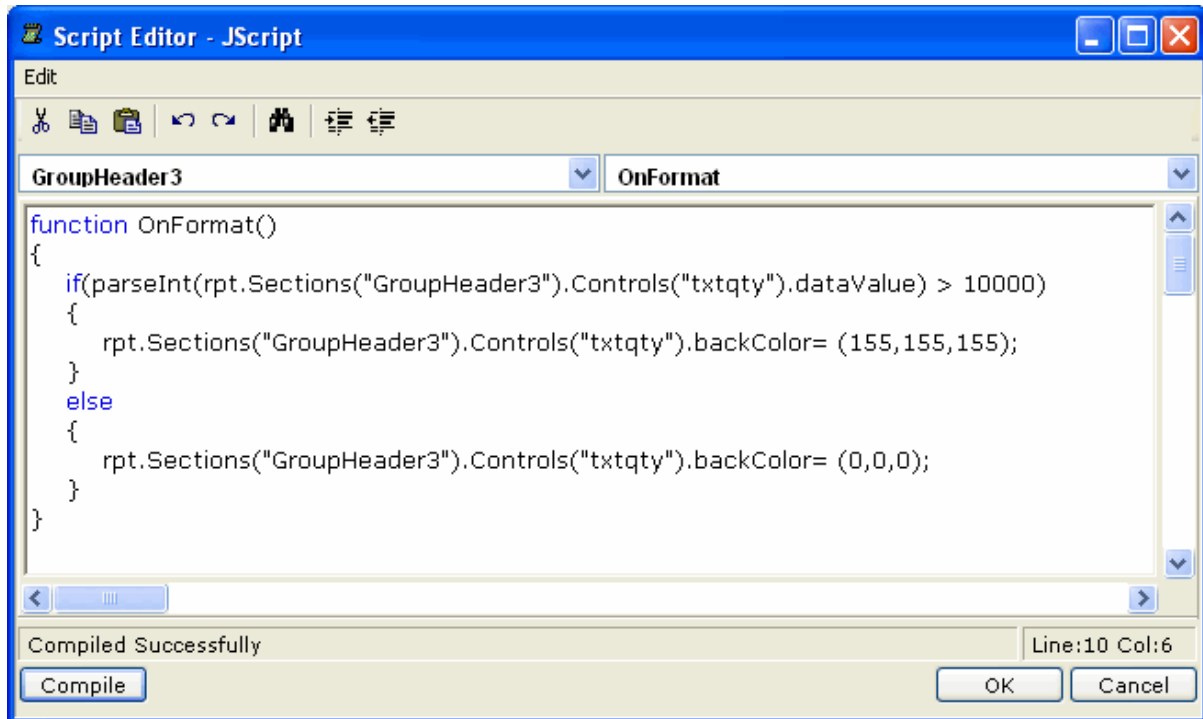 Script Editor - JScript
Edit
GroupHeader3 OnFormat
function OnFormat()
{
if(parseInt(rpt.Sections("GroupHeader3").Controls("txtqty").dataValue) > 10000)
{
rpt.Sections("GroupHeader3").Controls("txtqty").backColor= (155,155,155);
}
else
{
rpt.Sections("GroupHeader3").Controls("txtqty").backColor= (0,0,0);
}
}
Compiled Successfully Line:10 Col:6
Compile OK Cancel